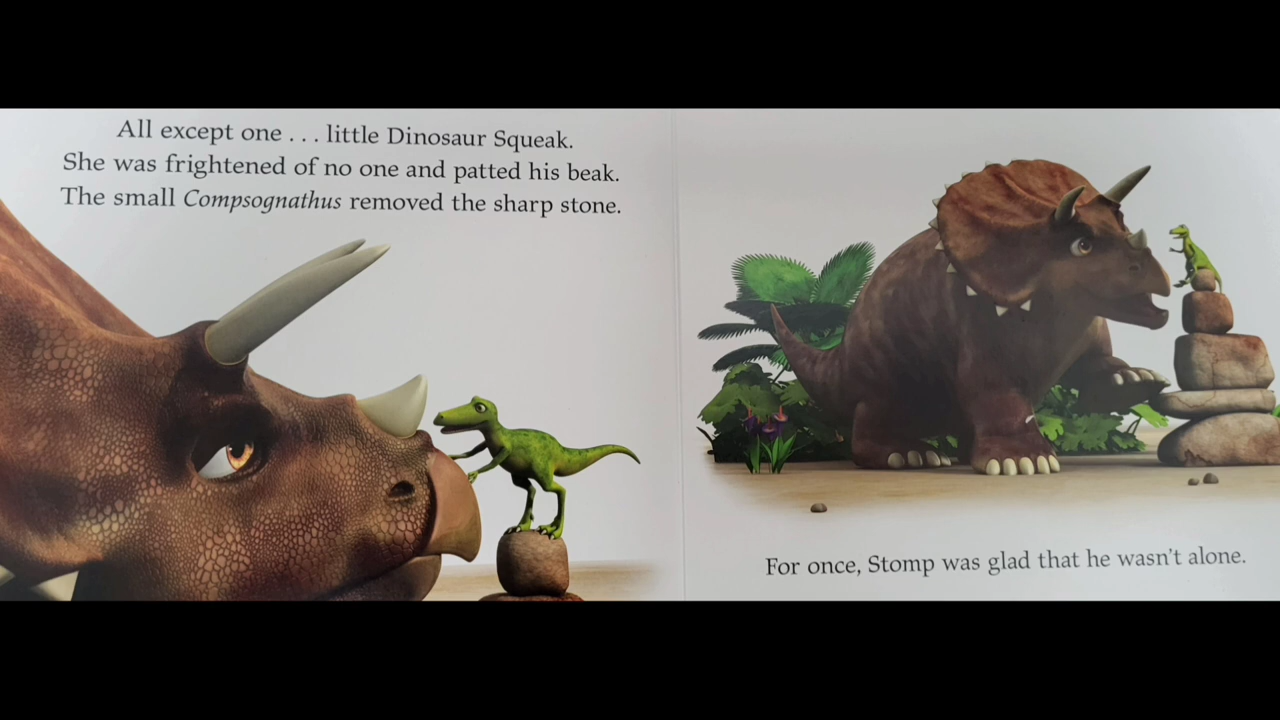 All except one . . . little Dinosaur Squeak.
She was frightened of no one and patted his beak.
The small Compsognathus removed the sharp stone.
For once, Stomp was glad that he wasn't alone.